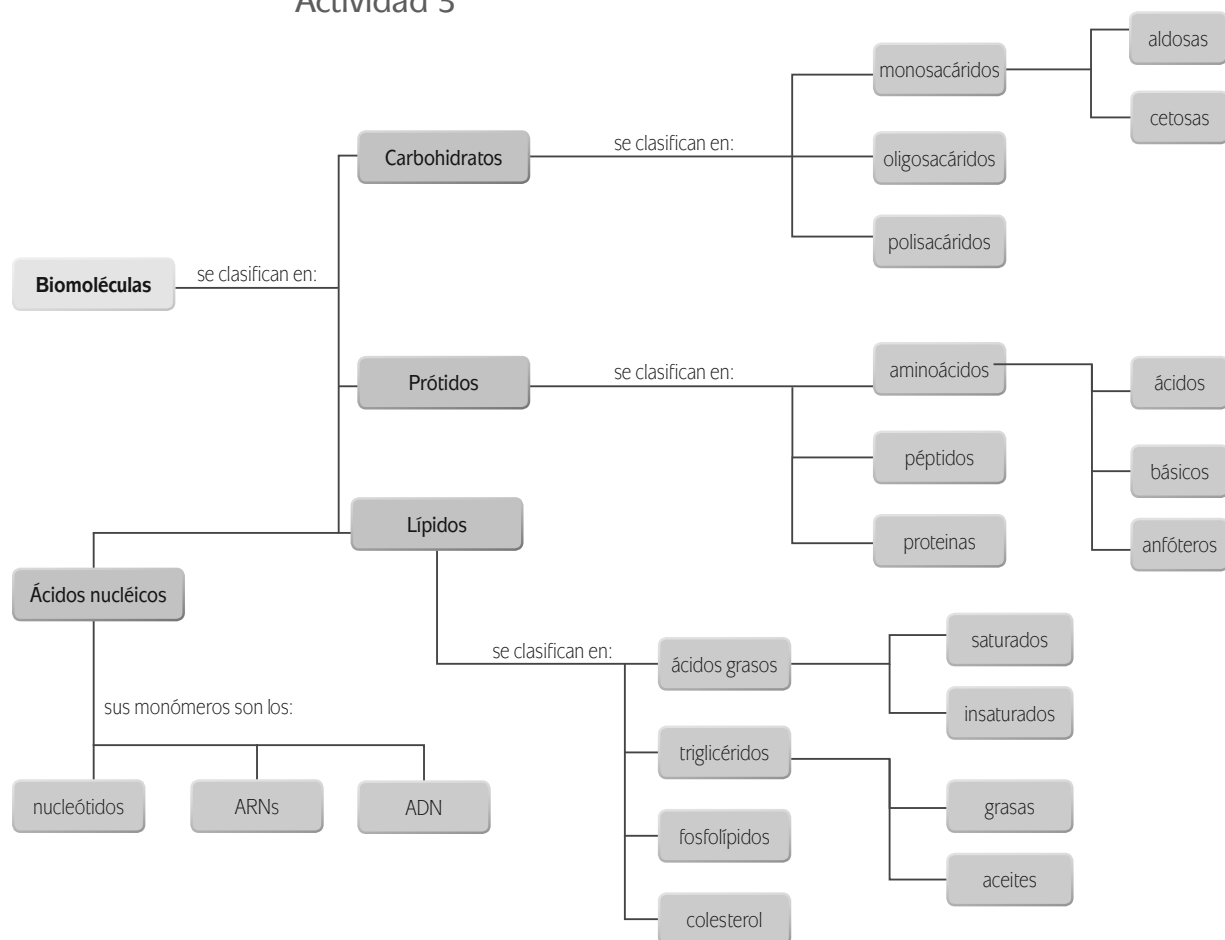 Actividad 3
Biomoléculas
se clasifican en:
Carbohidratos
se clasifican en:
monosacáridos
aldosas
cetosas
oligosacáridos
polisacáridos
Prótidos
se clasifican en:
aminoácidos
ácidos
básicos
anfóteros
péptidos
proteinas
Lípidos
se clasifican en:
ácidos grasos
saturados
insaturados
triglicéridos
grasas
aceites
fosfolípidos
colesterol
Ácidos nucléicos
sus monómeros son los:
nucleótidos
ARNs
ADN